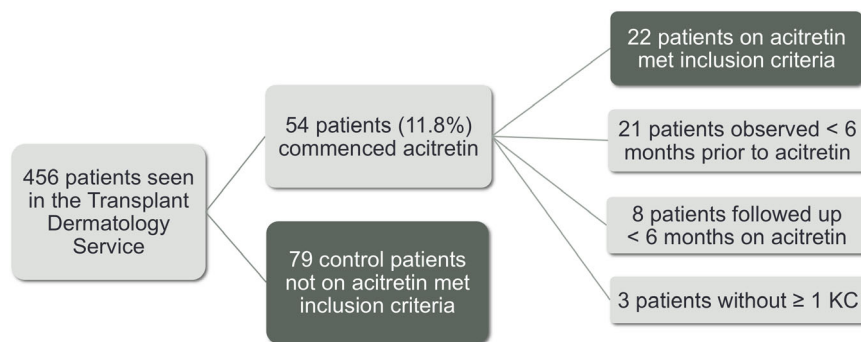 456 patients seen
in the Transplant
Dermatology
Service
54 patients (11.8%)
commenced acitretin
79 control patients
not on acitretin met
inclusion criteria
22 patients on acitretin
met inclusion criteria
21 patients observed < 6
months prior to acitretin
8 patients followed up
< 6 months on acitretin
3 patients without ≥ 1 KC